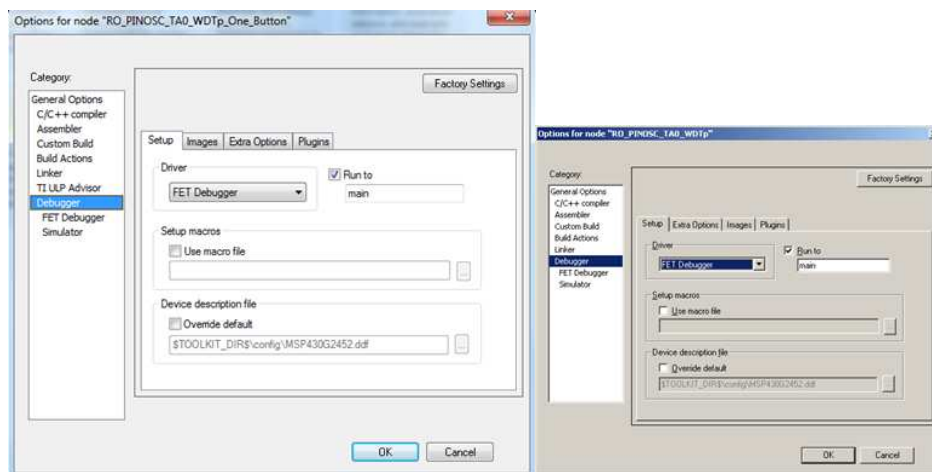 Options for node "RO_PINOSC_TA0_WDTp_One_Button"
Category:
Factory Settings
General Options
C/C++ compiler
Assembler
Custom Build
Build Actions
Linker
TI ULP Advisor
Debugger
FET Debugger
Simulator
Setup
Images
Extra Options
Plugins
Driver
FET Debugger
Run to
main
Setup macros
Use macro file
...
Device description file
Override default
$TOOLKIT_DIR$\config\MSP430G2452.ddf
...
OK
Cancel
Options for node "RO_PINOSC_TA0_WDTp"
Category:
Factory Settings
General Options
C/C++ compiler
Assembler
Custom Build
Build Actions
Linker
Debugger
FET Debugger
Simulator
Setup
Extra Options
Images
Plugins
Driver
FET Debugger
Run to
main
Setup macros
Use macro file
Device description file
Override default
$TOOLKIT_DIR$\config\MSP430G2452.ddf
OK
Cancel